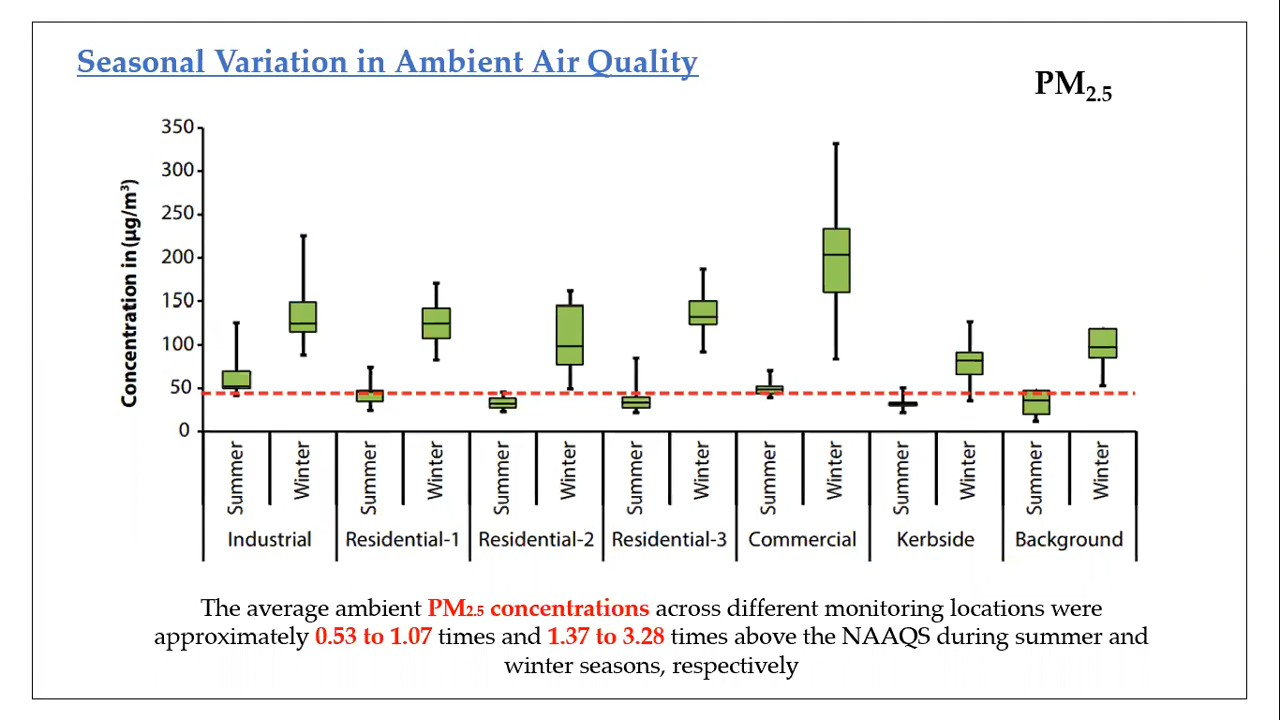 Seasonal Variation in Ambient Air Quality
PM2.5
Concentration in (µg/m³)
350
300
250
200
150
100
50
0
Summer Winter Summer Winter Summer Winter Summer Winter Summer Winter Summer Winter Summer Winter
Industrial Residential-1 Residential-2 Residential-3 Commercial Kerbside Background
The average ambient PM2.5 concentrations across different monitoring locations were
approximately 0.53 to 1.07 times and 1.37 to 3.28 times above the NAAQS during summer and
winter seasons, respectively